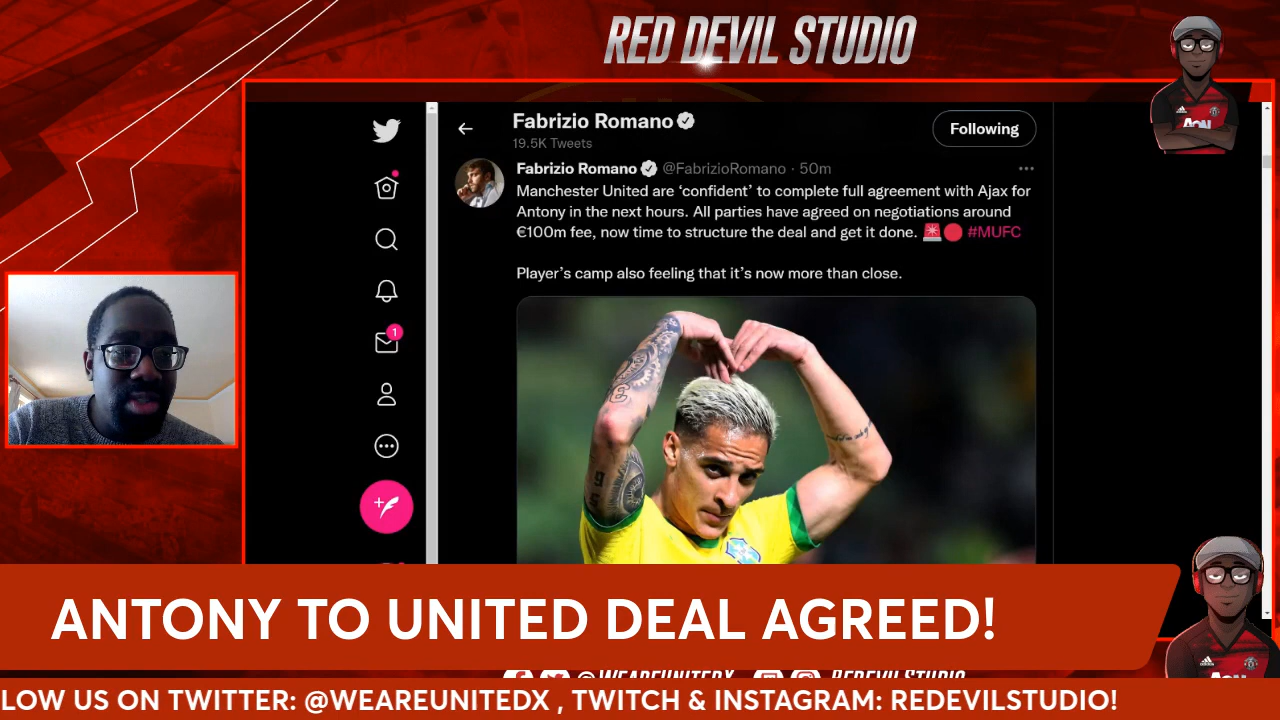 RED DEVIL STUDIO
Fabrizio Romano
19.5K Tweets
Following
Fabrizio Romano @FabrizioRomano · 50m
Manchester United are ‘confident’ to complete full agreement with Ajax for
Antony in the next hours. All parties have agreed on negotiations around
€100m fee, now time to structure the deal and get it done. 🚨🔴 #MUFC
Player’s camp also feeling that it’s now more than close.
1
AON
ANTONY TO UNITED DEAL AGREED!
@WEAREUNITEDX REDEVILSTUDIO
LOW US ON TWITTER: @WEAREUNITEDX , TWITCH & INSTAGRAM: REDEVILSTUDIO!